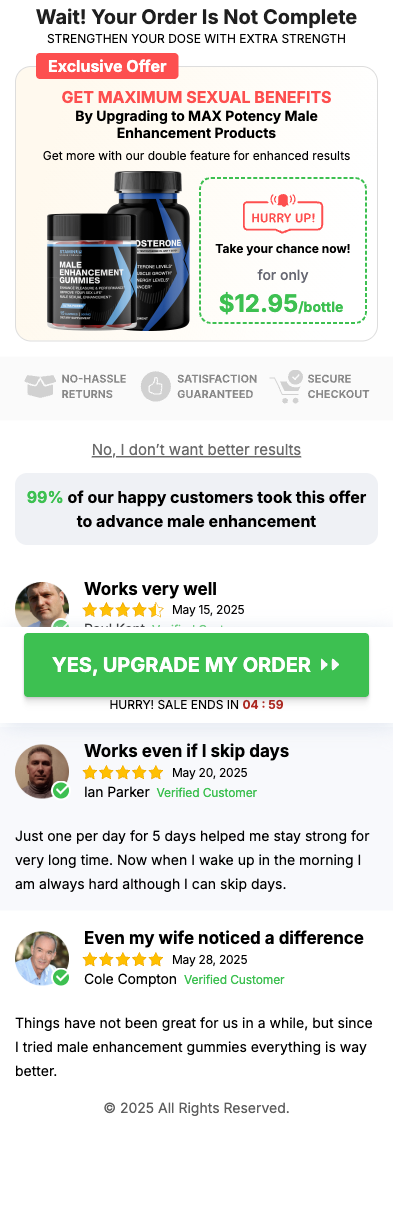 Wait! Your Order Is Not Complete
STRENGTHEN YOUR DOSE WITH EXTRA STRENGTH
Exclusive Offer
GET MAXIMUM SEXUAL BENEFITS
By Upgrading to MAX Potency Male
Enhancement Products
Get more with our double feature for enhanced results
MALE
ENHANCEMENT
GUMMIES
OSTERONE
HURRY UP!
Take your chance now!
for only
$12.95/bottle
NO-HASSLE
RETURNS
SATISFACTION
GUARANTEED
SECURE
CHECKOUT
No, I don’t want better results
99% of our happy customers took this offer
to advance male enhancement
Works very well
May 15, 2025
YES, UPGRADE MY ORDER
HURRY! SALE ENDS IN 04 : 59
Works even if I skip days
May 20, 2025
Ian Parker Verified Customer
Just one per day for 5 days helped me stay strong for
very long time. Now when I wake up in the morning I
am always hard although I can skip days.
Even my wife noticed a difference
May 28, 2025
Cole Compton Verified Customer
Things have not been great for us in a while, but since
I tried male enhancement gummies everything is way
better.
© 2025 All Rights Reserved.